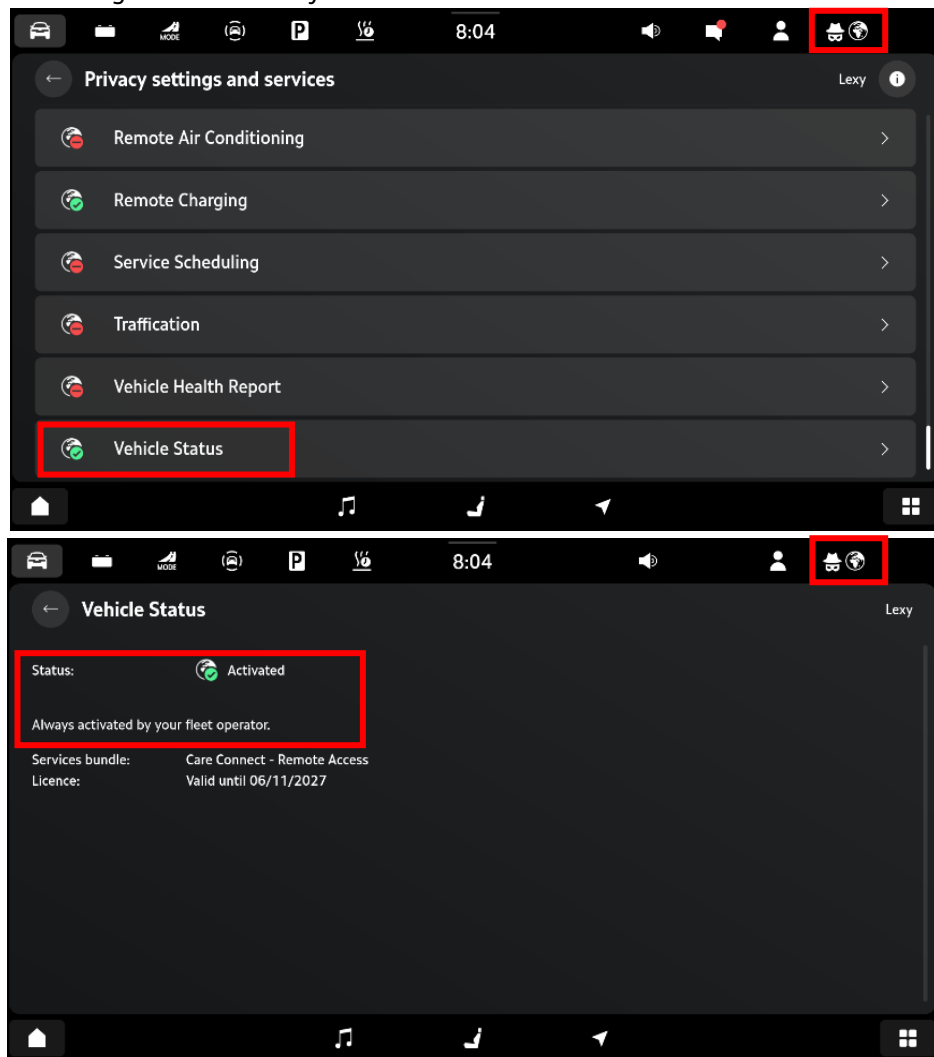 MODE
P
8:04
Privacy settings and services
Lexy
Remote Air Conditioning
Remote Charging
Service Scheduling
Traffication
Vehicle Health Report
Vehicle Status
MODE
P
8:04
Vehicle Status
Lexy
Status: Activated
Always activated by your fleet operator.
Services bundle: Care Connect - Remote Access
Licence: Valid until 06/11/2027